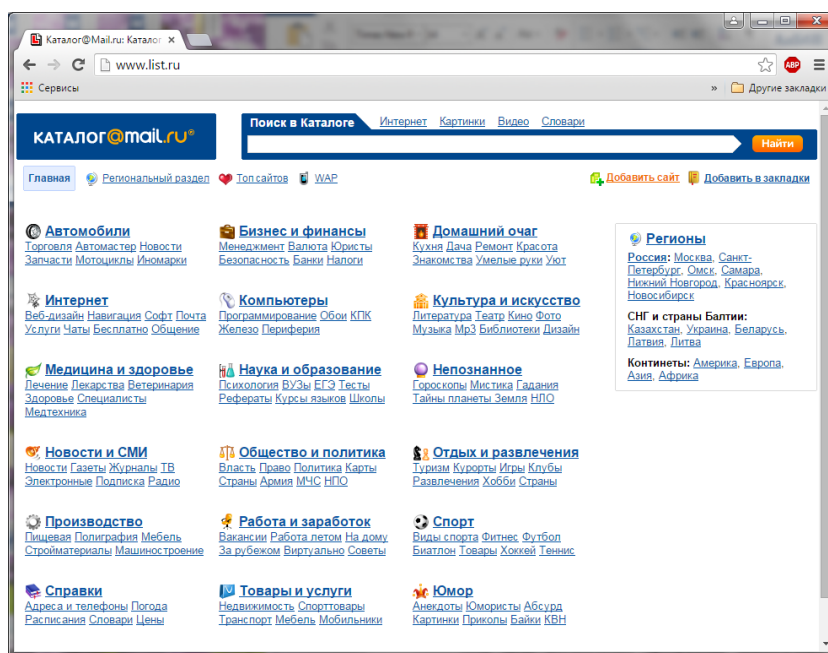 Каталог@Mail.ru: Каталог
www.list.ru
ABP
Сервисы
» Другие закладки
каталог@mail.ru®
Поиск в Каталоге Интернет Картинки Видео Словари
Найти
Главная Региональный раздел Топ сайтов WAP Добавить сайт Добавить в закладки
Автомобили
Торговля Автомастер Новости
Запчасти Мотоциклы Иномарки
Бизнес и финансы
Менеджмент Валюта Юристы
Безопасность Банки Налоги
Домашний очаг
Кухня Дача Ремонт Красота
Знакомства Умелые руки Уют
Интернет
Веб-дизайн Навигация Софт Почта
Услуги Чаты Бесплатно Общение
Компьютеры
Программирование Обои КПК
Железо Периферия
Культура и искусство
Литература Театр Кино Фото
Музыка Mp3 Библиотеки Дизайн
Медицина и здоровье
Лечение Лекарства Ветеринария
Здоровье Специалисты
Медтехника
Наука и образование
Психология ВУЗы ЕГЭ Тесты
Рефераты Курсы языков Школы
Непознанное
Гороскопы Мистика Гадания
Тайны планеты Земля НЛО
Новости и СМИ
Новости Газеты Журналы ТВ
Электронные Подписка Радио
Общество и политика
Власть Право Политика Карты
Страны Армия МЧС НПО
Отдых и развлечения
Туризм Курорты Игры Клубы
Развлечения Хобби Страны
Производство
Пищевая Полиграфия Мебель
Стройматериалы Машиностроение
Работа и заработок
Вакансии Работа летом На дому
За рубежом Виртуально Советы
Спорт
Виды спорта Фитнес Футбол
Биатлон Товары Хоккей Теннис
Справки
Адреса и телефоны Погода
Расписания Словари Цены
Товары и услуги
Недвижимость Спорттовары
Транспорт Мебель Мобильники
Юмор
Анекдоты Юмористы Абсурд
Картинки Приколы Байки КВН
Регионы
Россия: Москва, Санкт-
Петербург, Омск, Самара,
Нижний Новгород, Красноярск,
Новосибирск
СНГ и страны Балтии:
Казахстан, Украина, Беларусь,
Латвия, Литва
Континеты: Америка, Европа,
Азия, Африка